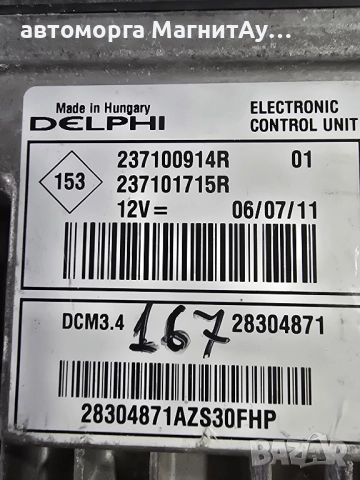 автоморга МагнитАу...
Made in Hungary
DELPHI
ELECTRONIC
CONTROL UNIT
153
237100914R 01
237101715R
12V= 06/07/11
DCM3.4 167 28304871
28304871AZS30FHP
BAZAR